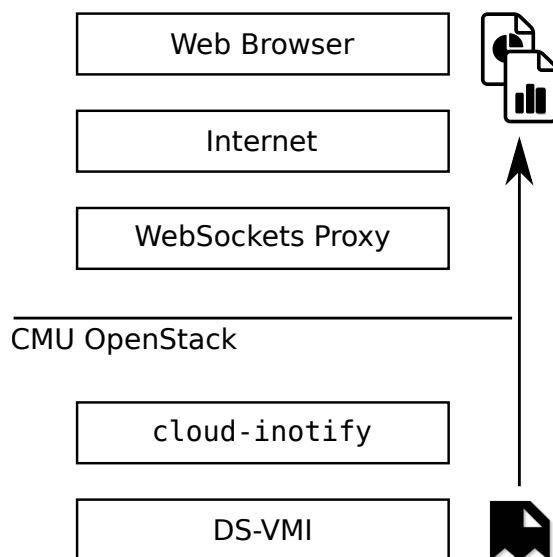 Web Browser
Internet
WebSockets Proxy
CMU OpenStack
cloud-inotify
DS-VMI